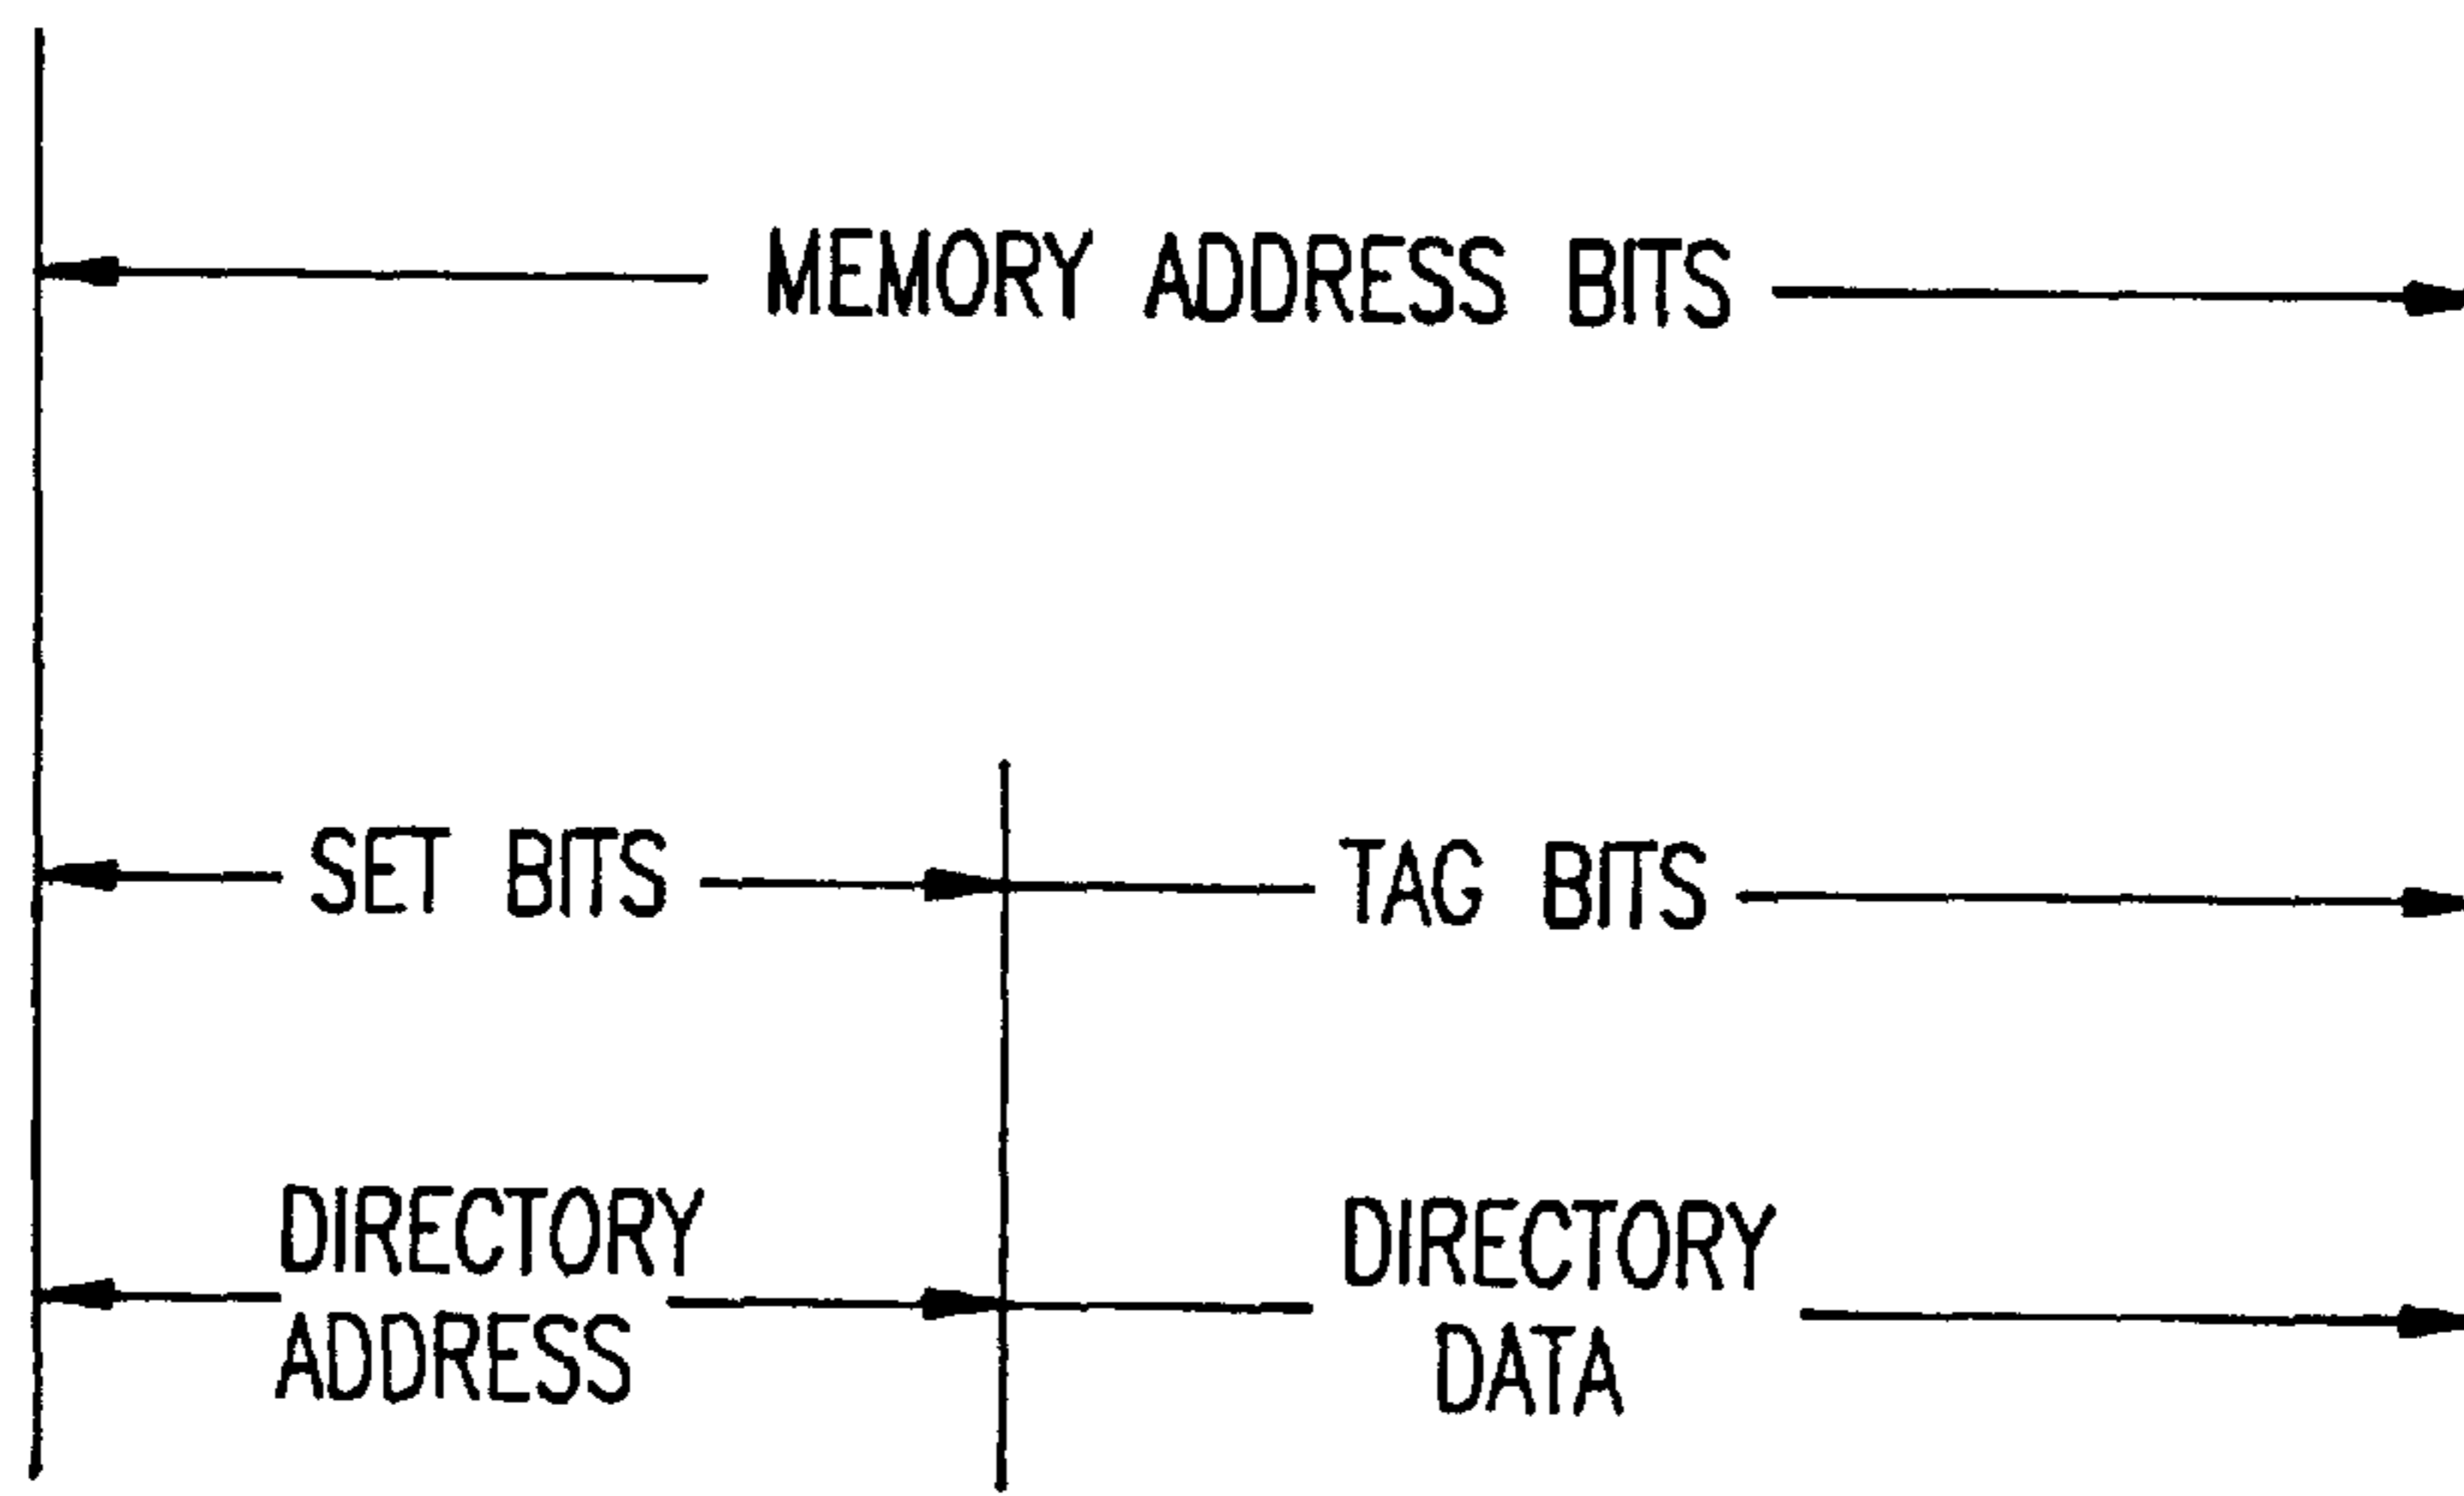 MEMORY ADDRESS BITS
SET BITS
TAG BITS
DIRECTORY
ADDRESS
DIRECTORY
DATA